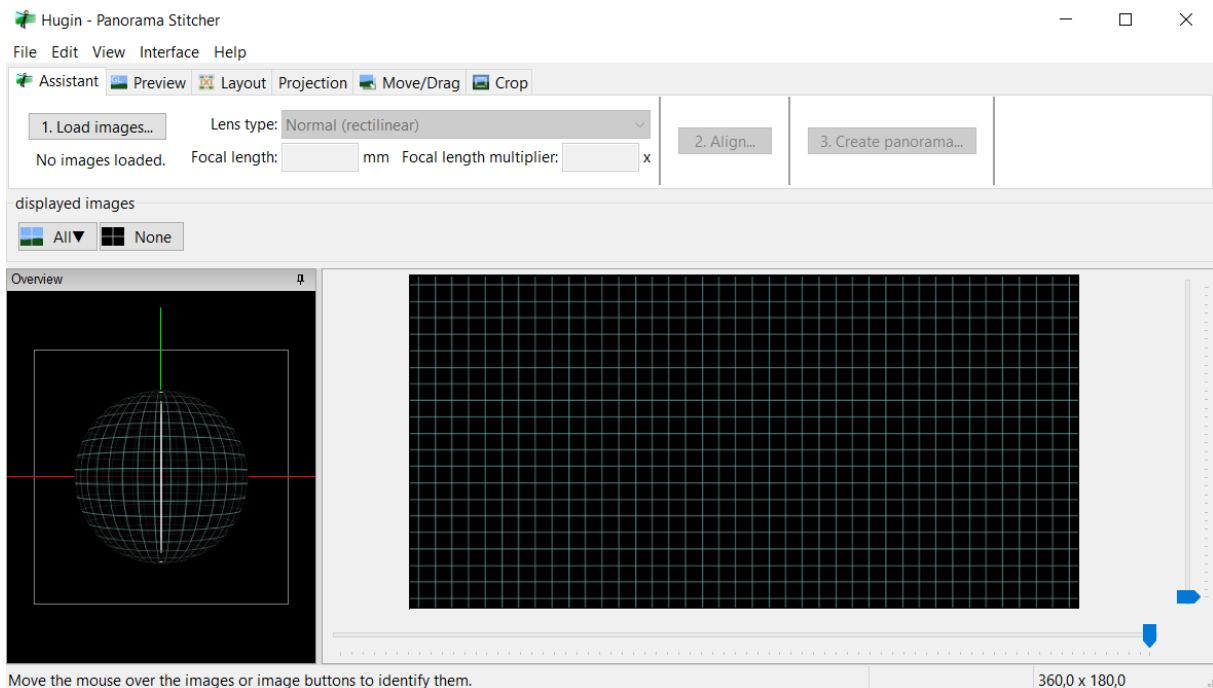 Hugin - Panorama Stitcher
File Edit View Interface Help
Assistant GL Preview Layout Projection Move/Drag Crop
1. Load images... Lens type: Normal (rectilinear) 2. Align... 3. Create panorama...
No images loaded. Focal length: mm Focal length multiplier: x
displayed images
All▼ None
Overview
Move the mouse over the images or image buttons to identify them. 360,0 x 180,0